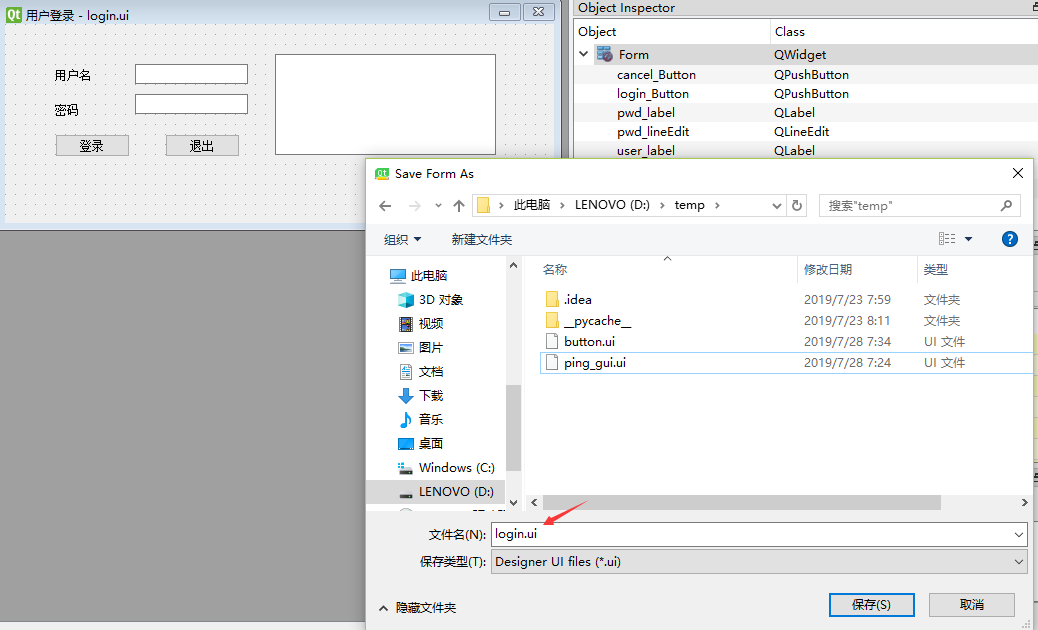 用户登录 - login.ui
用户名
密码
登录
退出
Object Inspector
Object Class
Form QWidget
cancel_Button QPushButton
login_Button QPushButton
pwd_label QLabel
pwd_lineEdit QLineEdit
user_label QLabel
Save Form As
此电脑 LENOVO (D:) temp
搜索"temp"
组织 新建文件夹
此电脑
3D 对象
视频
图片
文档
下载
音乐
桌面
Windows (C:)
LENOVO (D:)
名称 修改日期 类型
.idea 2019/7/23 7:59 文件夹
__pycache__ 2019/7/23 8:11 文件夹
button.ui 2019/7/28 7:34 UI 文件
ping_gui.ui 2019/7/28 7:24 UI 文件
文件名(N): login.ui
保存类型(T): Designer UI files (*.ui)
隐藏文件夹
保存(S) 取消